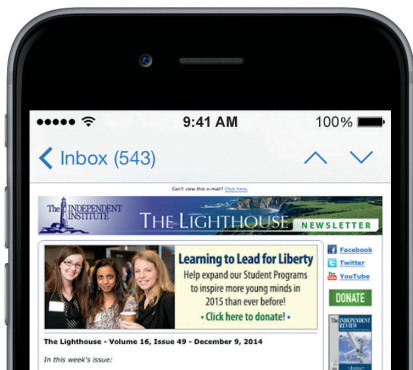 9:41 AM
100%
Inbox (543)
Can't view this e-mail? Click here.
The INDEPENDENT
INSTITUTE
THE LIGHTHOUSE NEWSLETTER
Facebook
Twitter
YouTube
DONATE
Learning to Lead for Liberty
Help expand our Student Programs
to inspire more young minds in
2015 than ever before!
• Click here to donate! •
The INDEPENDENT
REVIEW
The Lighthouse - Volume 16, Issue 49 - December 9, 2014
In this week's issue: